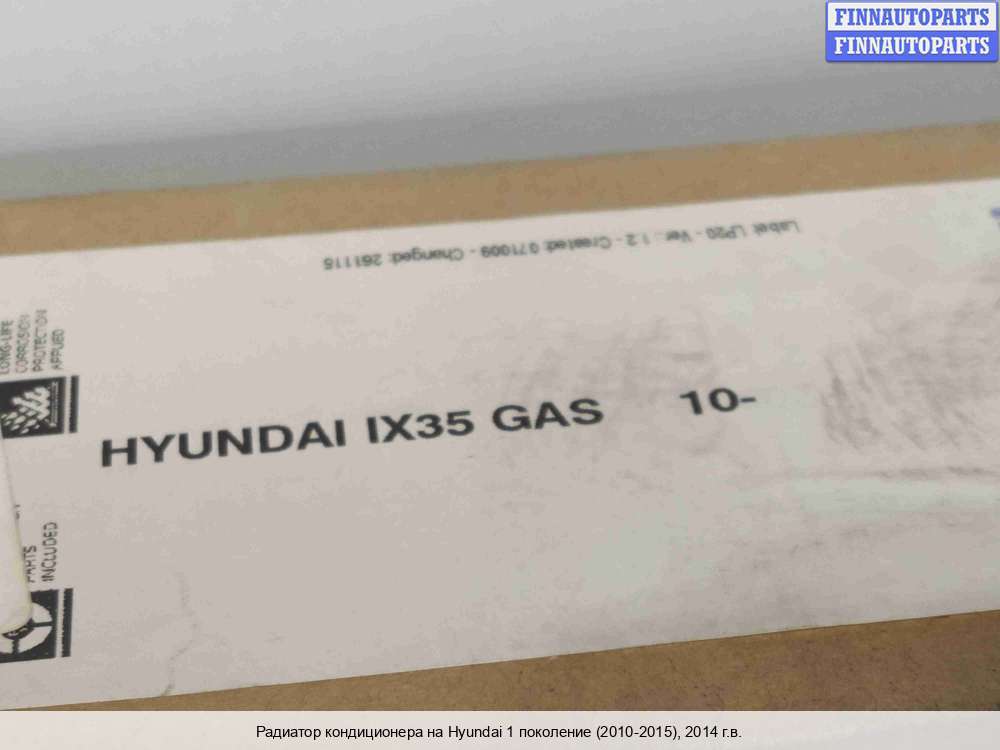 FINNAUTOPARTS
FINNAUTOPARTS
Label: LP20 - Ver.: 1.2 - Created: 071009 - Changed: 261115
LONG-LIFE
CORROSION
PROTECTION
APPLIED
HYUNDAI IX35 GAS 10-
PARTS
INCLUDED
Радиатор кондиционера на Hyundai 1 поколение (2010-2015), 2014 г.в.